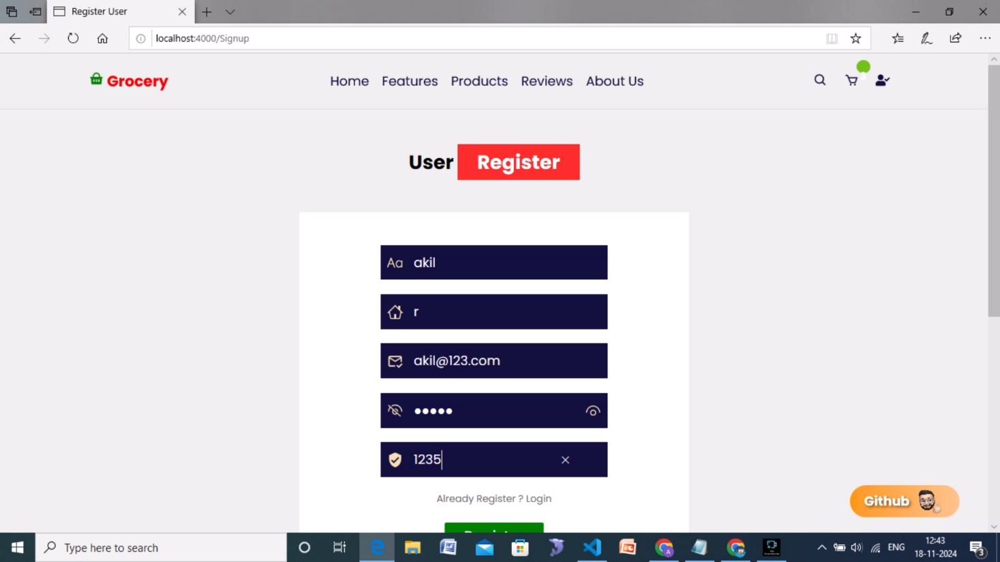 Register User
localhost:4000/Signup
Grocery
Home Features Products Reviews About Us
User Register
Aa akil
r
akil@123.com
•••••
1235
Already Register ? Login
Github
Type here to search
ENG
12:43
18-11-2024
3